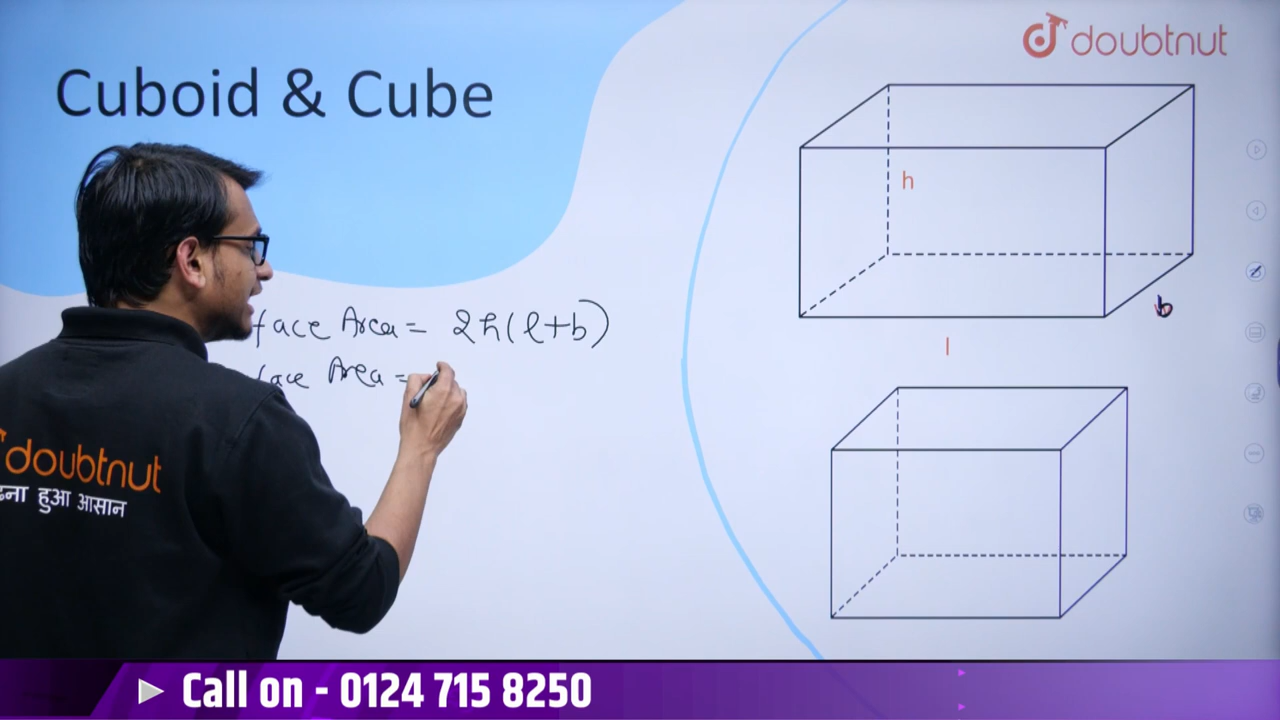 Cuboid & Cube
doubtnut
h
face Area = 2h(l+b)
face Area =
b
l
doubtnut
हुआ आसान
Call on - 0124 715 8250